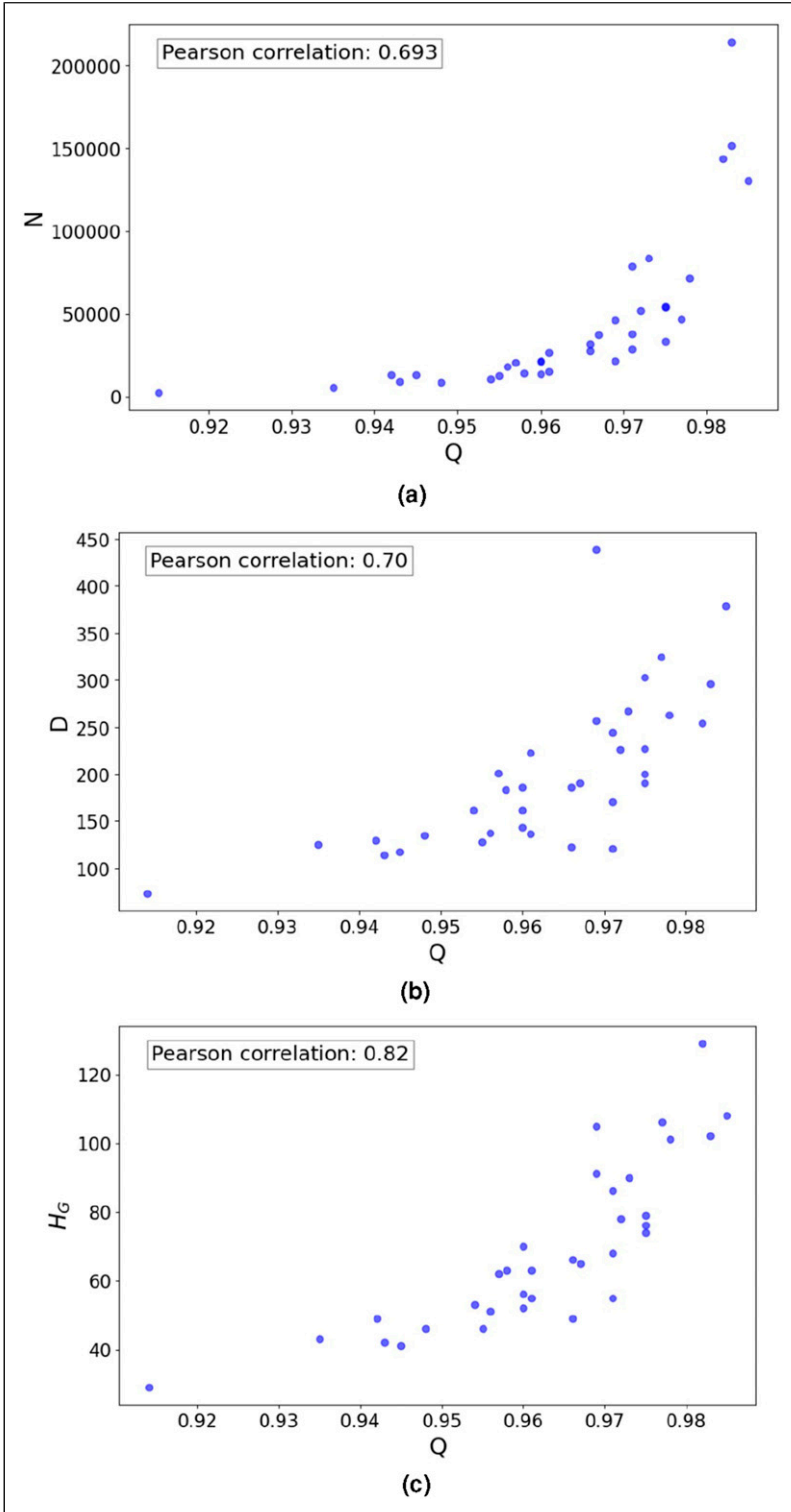 Pearson correlation: 0.693
200000
150000
100000
50000
0
N
0.92 0.93 0.94 0.95 0.96 0.97 0.98
Q
(a)
Pearson correlation: 0.70
450
400
350
300
250
200
150
100
D
0.92 0.93 0.94 0.95 0.96 0.97 0.98
Q
(b)
Pearson correlation: 0.82
120
100
80
60
40
H_G
0.92 0.93 0.94 0.95 0.96 0.97 0.98
Q
(c)